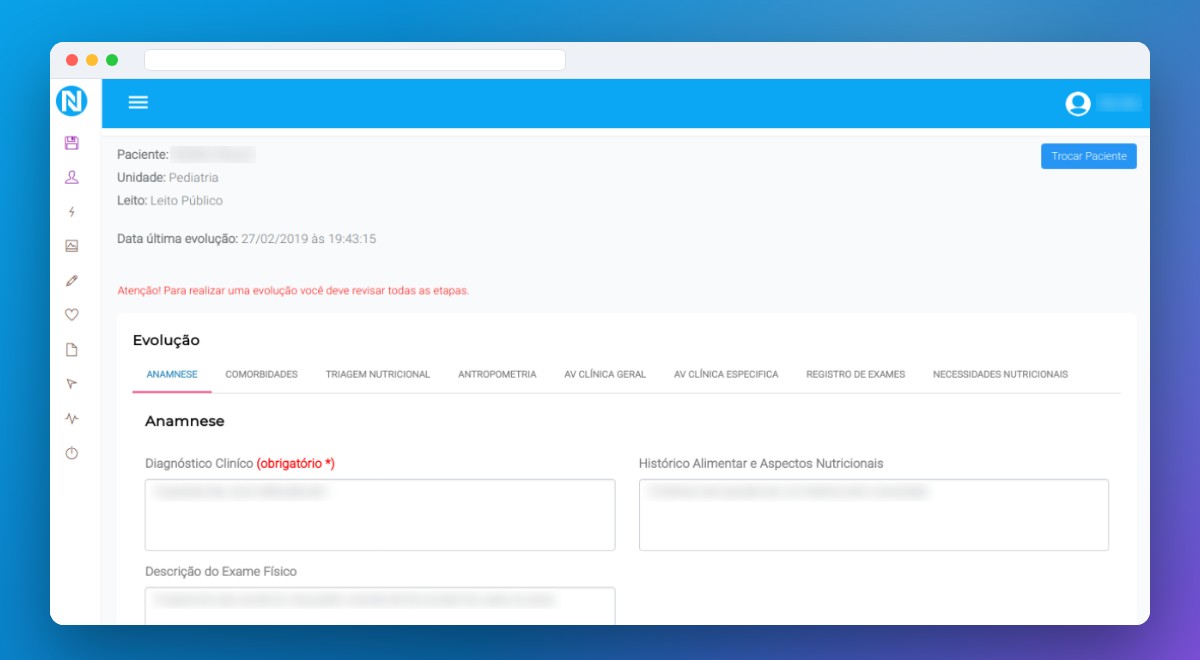 N
Paciente:
Trocar Paciente
Unidade: Pediatria
Leito: Leito Público
Data última evolução: 27/02/2019 às 19:43:15
Atenção! Para realizar uma evolução você deve revisar todas as etapas.
Evolução
ANAMNESE COMORBIDADES TRIAGEM NUTRICIONAL ANTROPOMETRIA AV CLÍNICA GERAL AV CLÍNICA ESPECIFICA REGISTRO DE EXAMES NECESSIDADES NUTRICIONAIS
Anamnese
Diagnóstico Cliníco (obrigatório *)
Histórico Alimentar e Aspectos Nutricionais
Descrição do Exame Físico